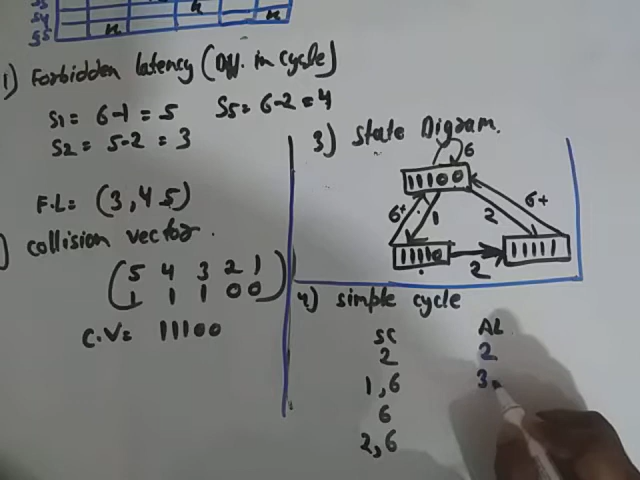 S5
x
x
1) Forbidden latency (Diff. in cycle)
S1 = 6-1 = 5
S5 = 6-2 = 4
S2 = 5-2 = 3
F.L = (3, 4 5)
) collision vector.
(5 4 3 2 1
1 1 1 0 0)
C.V = 11100
3) State Digram.
6
11100
6+
1
2
6+
11110
2
11111
4) simple cycle
SC
AL
2
2
1, 6
3.
6
2, 6